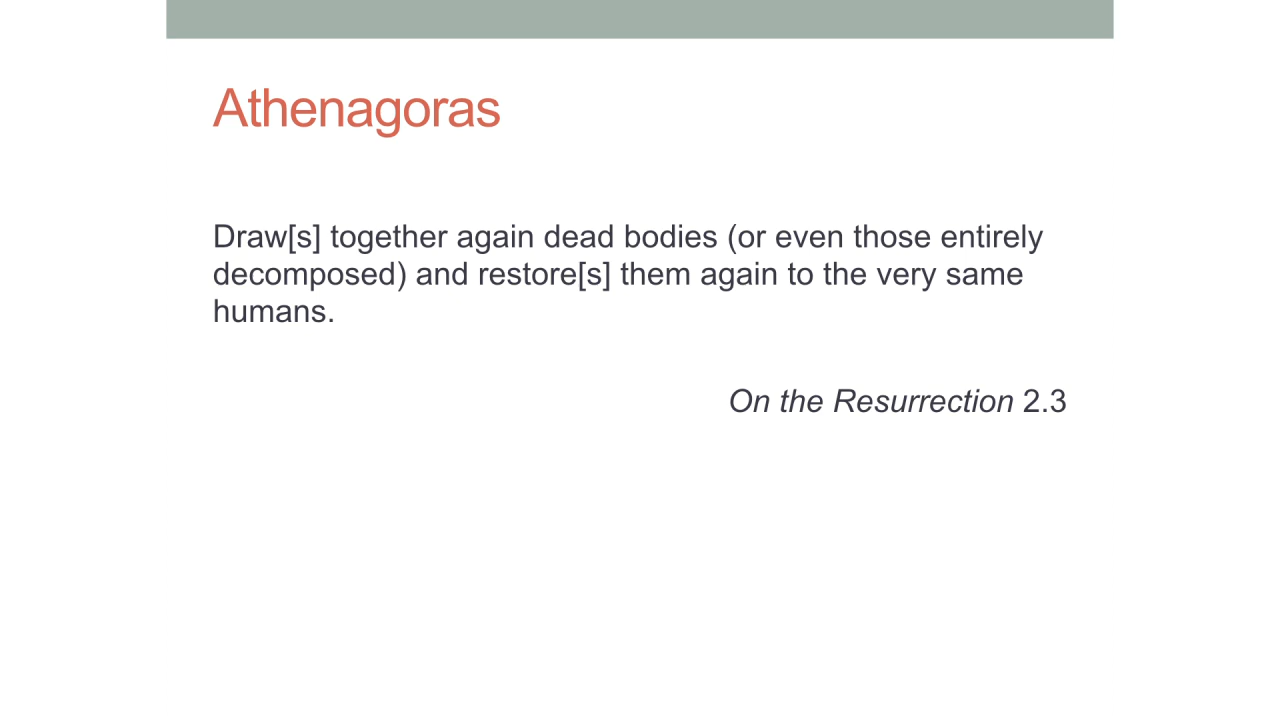 Athenagoras
Draw[s] together again dead bodies (or even those entirely
decomposed) and restore[s] them again to the very same
humans.
On the Resurrection 2.3